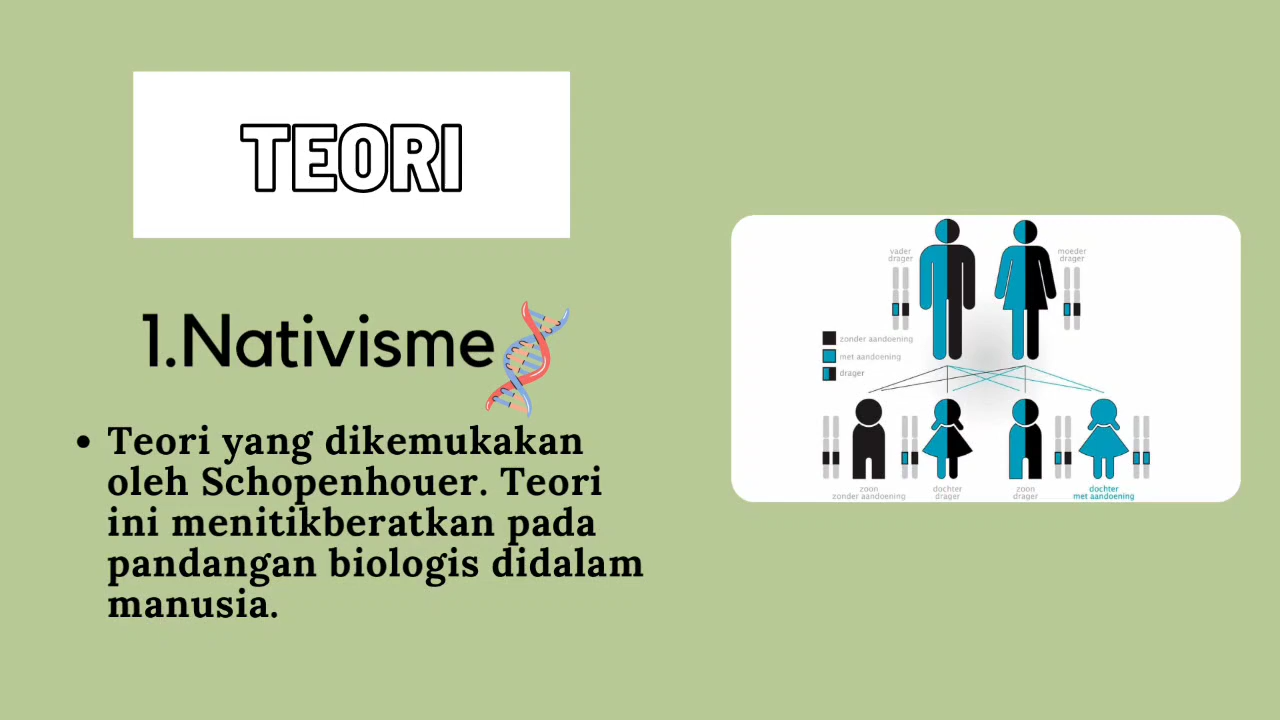 TEORI
1.Nativisme
• Teori yang dikemukakan
oleh Schopenhouer. Teori
ini menitikberatkan pada
pandangan biologis didalam
manusia.
vader
drager
moeder
drager
zonder aandoening
met aandoening
drager
zoon
zonder aandoening
dochter
drager
zoon
drager
dochter
met aandoening